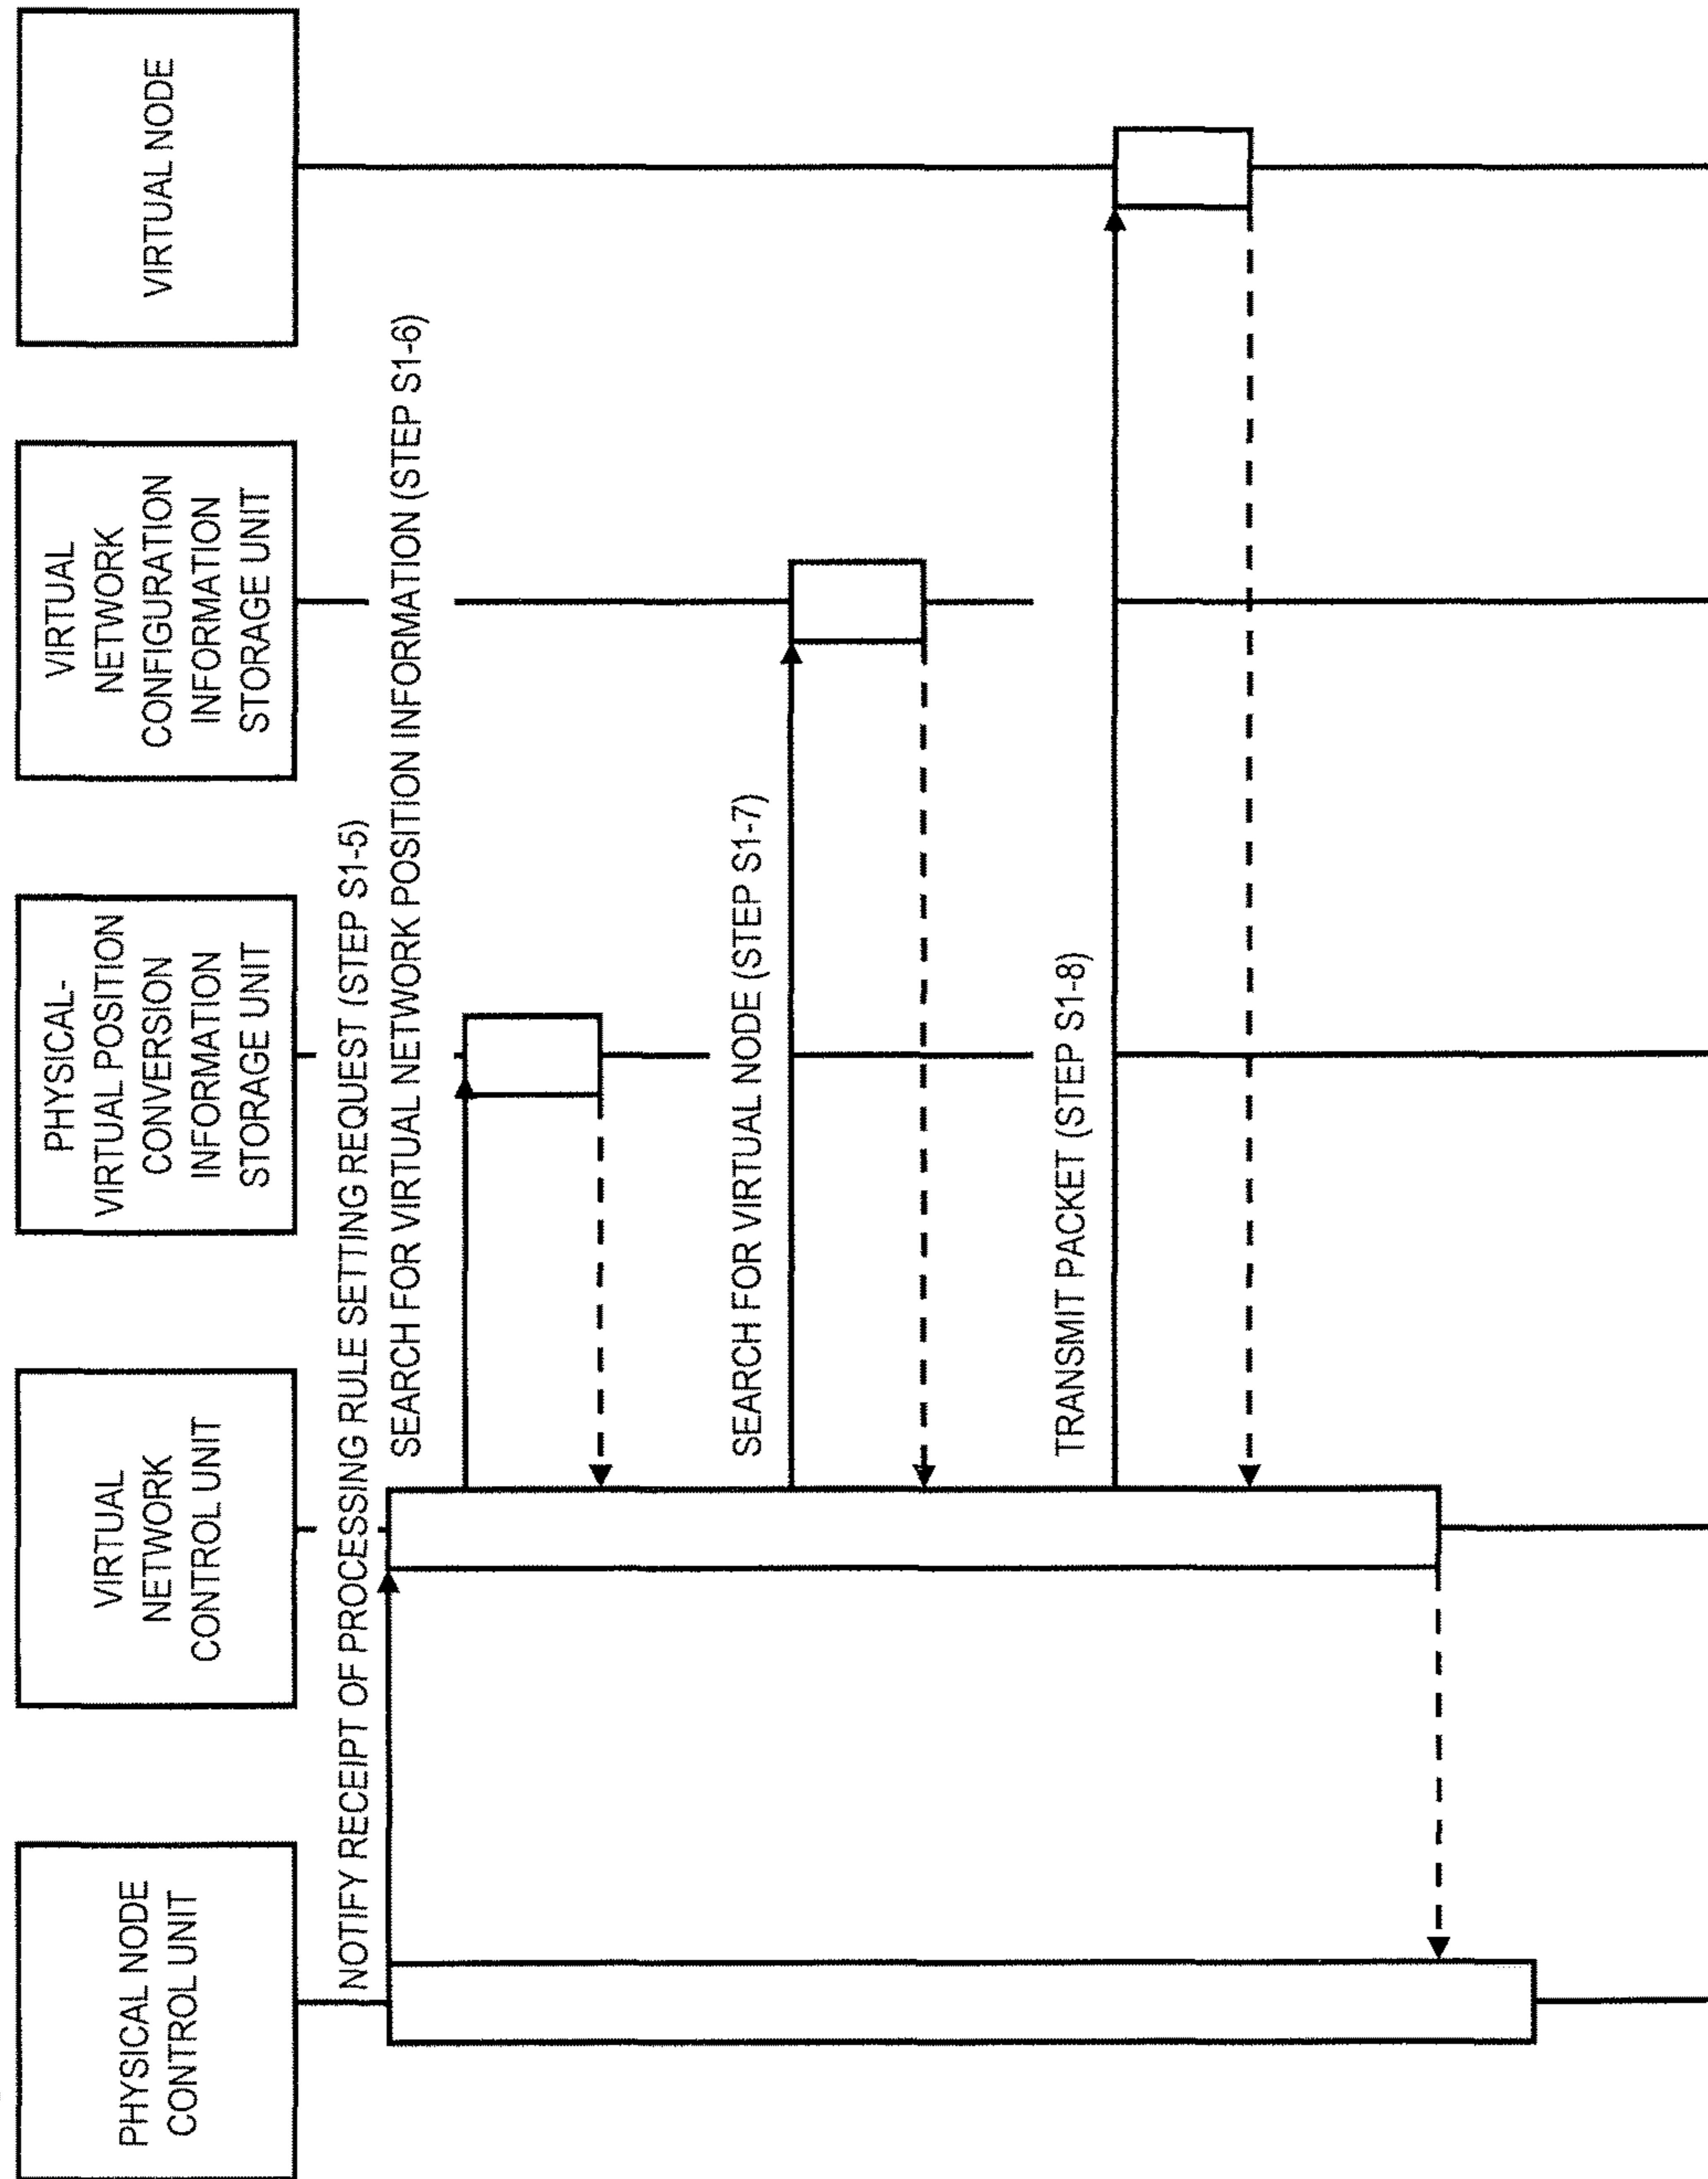 PHYSICAL NODE
CONTROL UNIT
VIRTUAL
NETWORK
CONTROL UNIT
PHYSICAL-
VIRTUAL POSITION
CONVERSION
INFORMATION
STORAGE UNIT
VIRTUAL
NETWORK
CONFIGURATION
INFORMATION
STORAGE UNIT
VIRTUAL NODE
NOTIFY RECEIPT OF PROCESSING RULE SETTING REQUEST (STEP S1-5)
SEARCH FOR VIRTUAL NETWORK POSITION INFORMATION (STEP S1-6)
SEARCH FOR VIRTUAL NODE (STEP S1-7)
TRANSMIT PACKET (STEP S1-8)